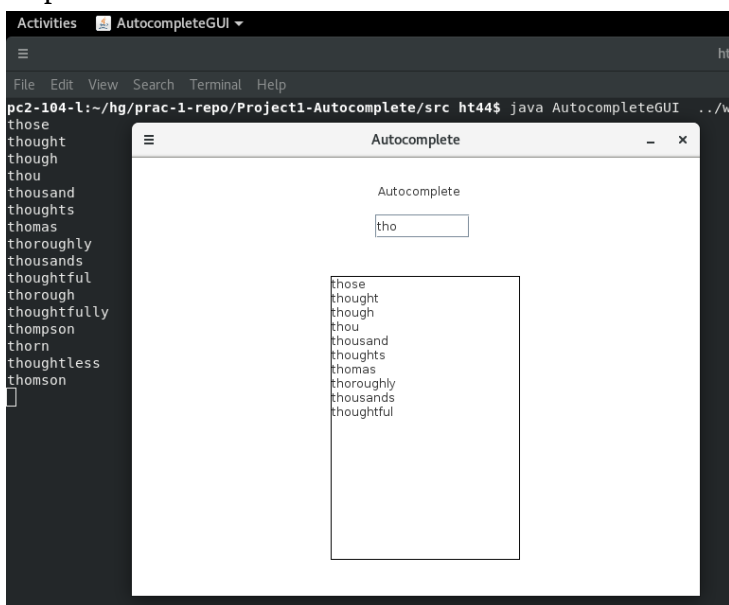 Activities AutocompleteGUI
File Edit View Search Terminal Help
pc2-104-l:~/hg/prac-1-repo/Project1-Autocomplete/src ht44$ java AutocompleteGUI ../w
those
thought
though
thou
thousand
thoughts
thomas
thoroughly
thousands
thoughtful
thorough
thoughtfully
thompson
thorn
thoughtless
thomson
Autocomplete
Autocomplete
tho
those
thought
though
thou
thousand
thoughts
thomas
thoroughly
thousands
thoughtful